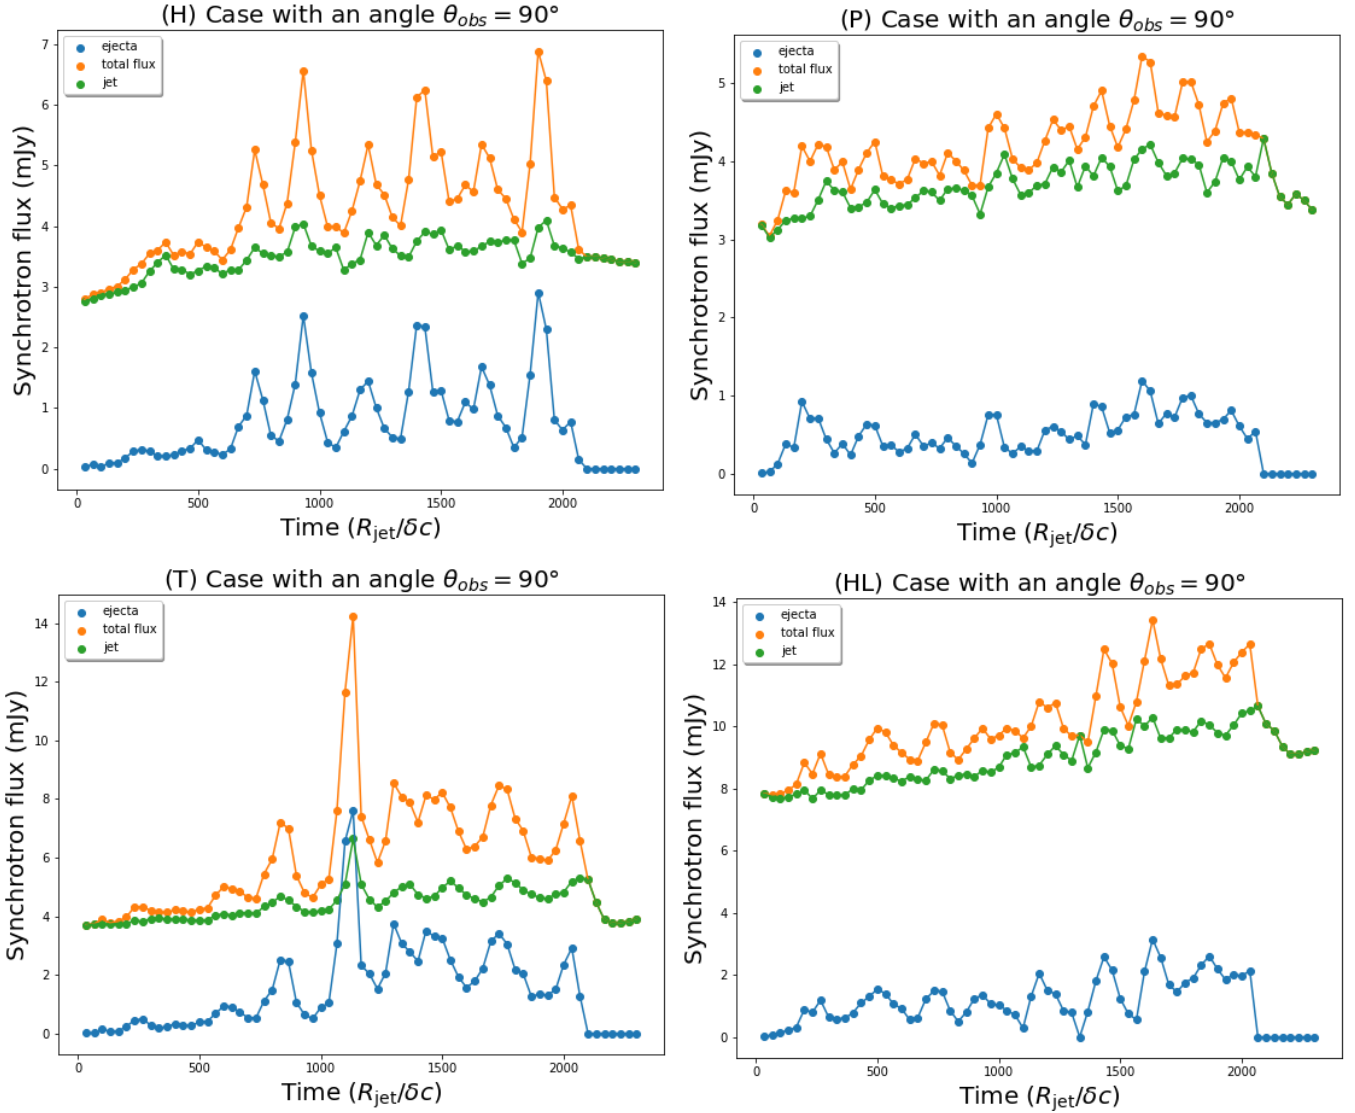 (H) Case with an angle θobs = 90°
ejecta
total flux
jet
7
6
5
4
3
2
1
0
Synchrotron flux (mJy)
0 500 1000 1500 2000
Time (Rjet/δc)
(P) Case with an angle θobs = 90°
ejecta
total flux
jet
5
4
3
2
1
0
Synchrotron flux (mJy)
0 500 1000 1500 2000
Time (Rjet/δc)
(T) Case with an angle θobs = 90°
ejecta
total flux
jet
14
12
10
8
6
4
2
0
Synchrotron flux (mJy)
0 500 1000 1500 2000
Time (Rjet/δc)
(HL) Case with an angle θobs = 90°
ejecta
total flux
jet
14
12
10
8
6
4
2
0
Synchrotron flux (mJy)
0 500 1000 1500 2000
Time (Rjet/δc)